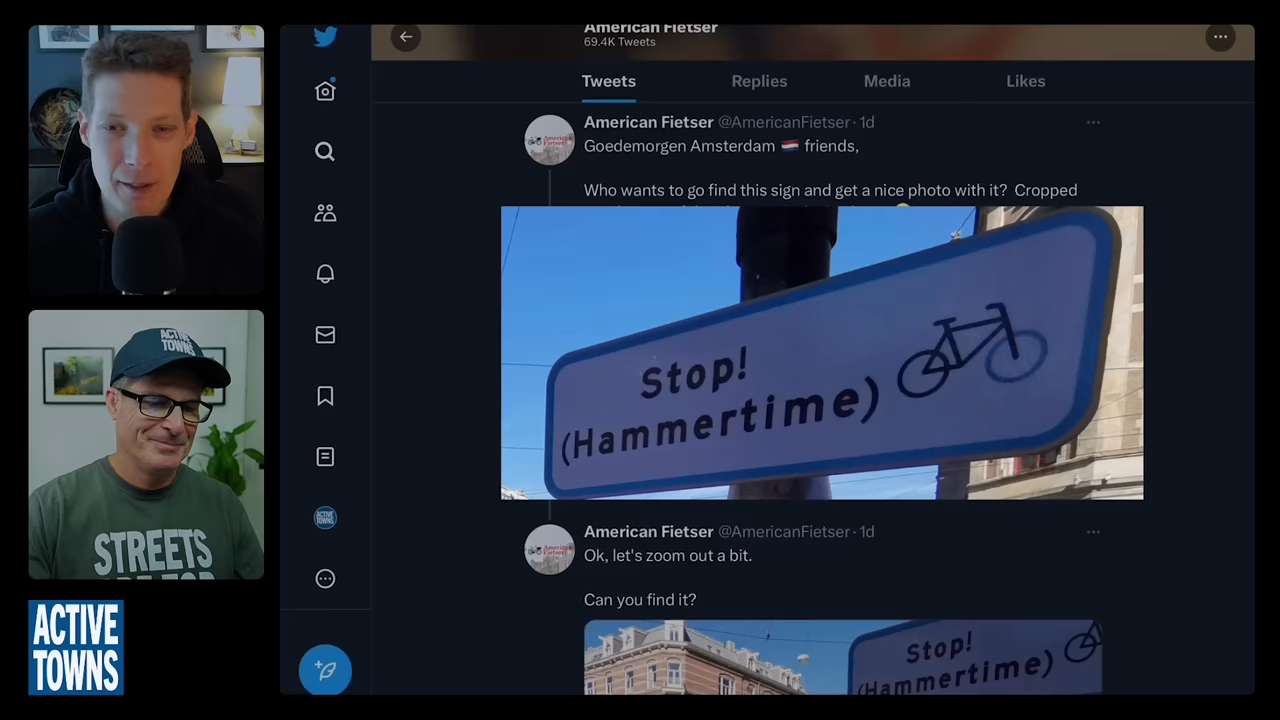 American Fietser
69.4K Tweets
Tweets
Replies
Media
Likes
American Fietser @AmericanFietser · 1d
Goedemorgen Amsterdam 🇳🇱 friends,
Who wants to go find this sign and get a nice photo with it? Cropped
Stop!
(Hammertime)
American Fietser @AmericanFietser · 1d
Ok, let's zoom out a bit.
Can you find it?
Stop!
(Hammertime)
ACTIVE
TOWNS
STREETS
ACTIVE
TOWNS
ACTIVE
TOWNS